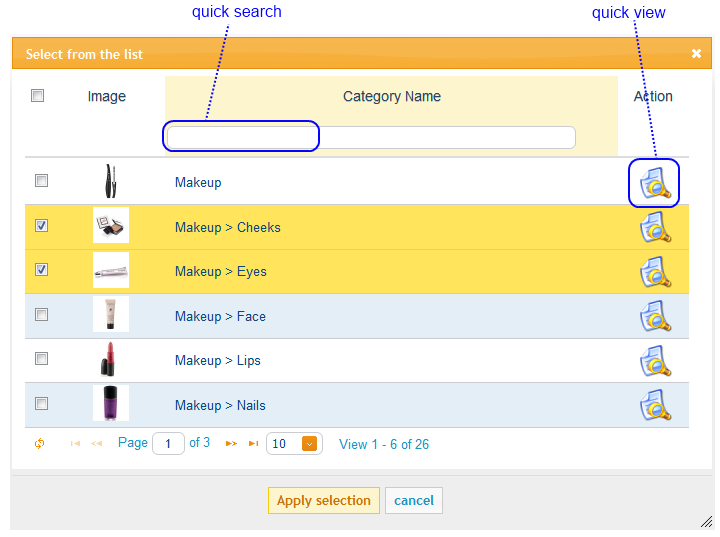 quick search
quick view
Select from the list
Image Category Name Action
Makeup
Makeup > Cheeks
Makeup > Eyes
Makeup > Face
Makeup > Lips
Makeup > Nails
Page 1 of 3 10 View 1 - 6 of 26
Apply selection cancel